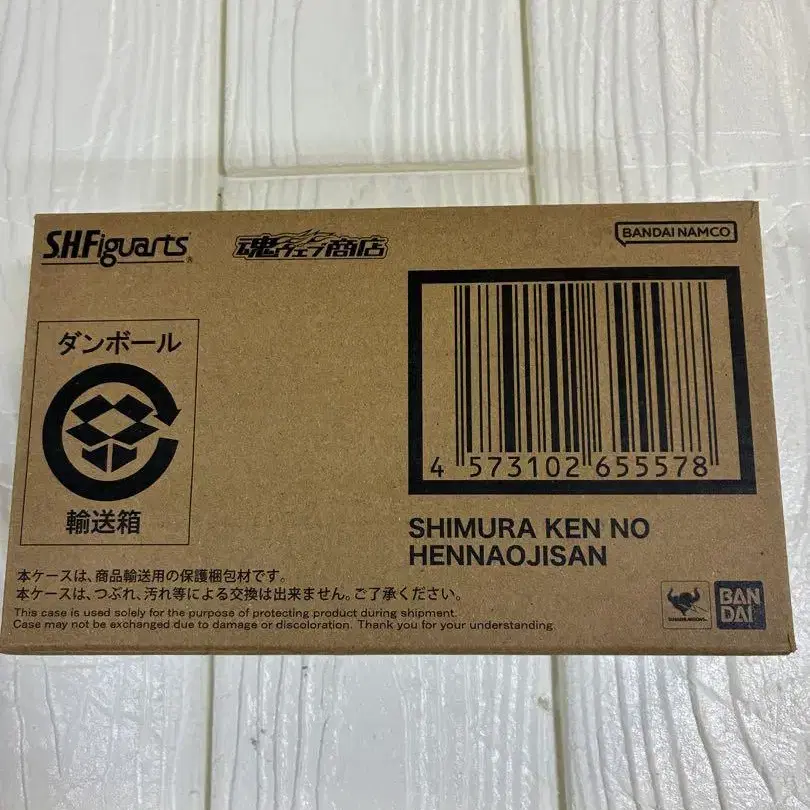 S.H.Figuarts
魂ウェブ商店
BANDAI NAMCO
ダンボール
輸送箱
4 573102 655578
SHIMURA KEN NO
HENNAOJISAN
本ケースは、商品輸送用の保護梱包材です。
本ケースは、つぶれ、汚れ等による交換は出来ません。ご了承ください。
This case is used solely for the purpose of protecting product during shipment.
Case may not be exchanged due to damage or discoloration. Thank you for your understanding.
BAN
DAI